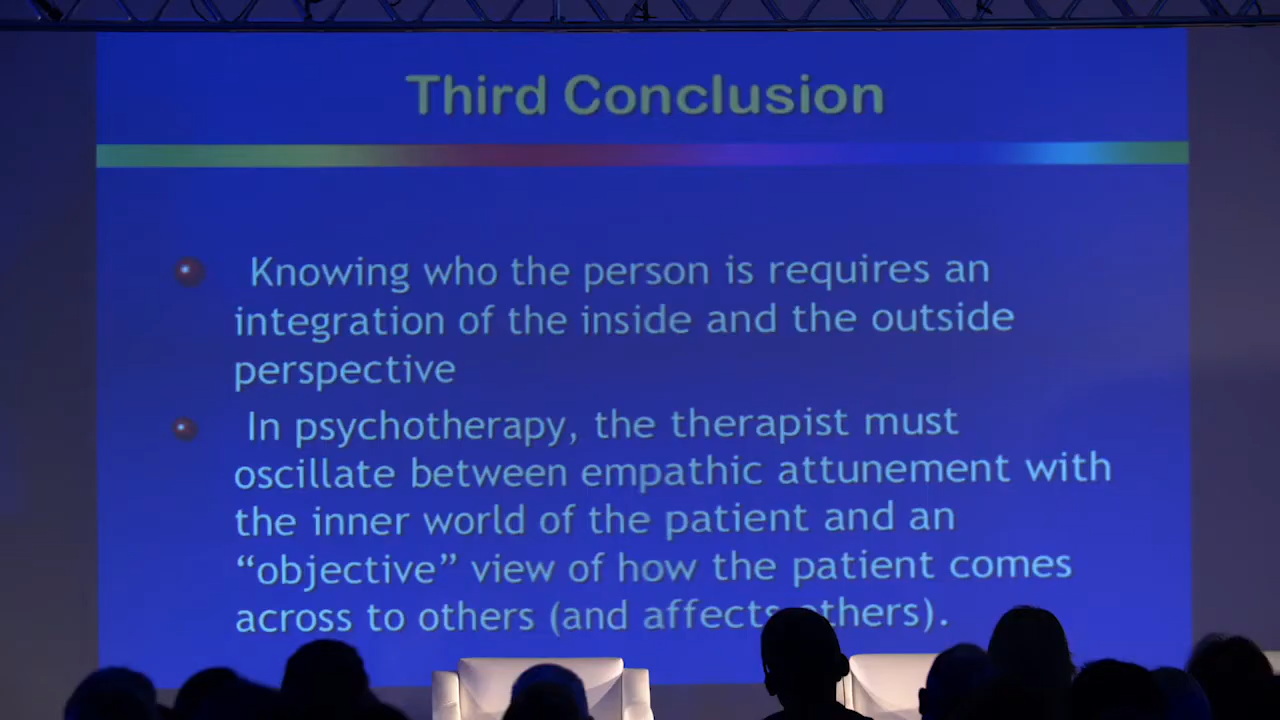 Third Conclusion
Knowing who the person is requires an
integration of the inside and the outside
perspective
In psychotherapy, the therapist must
oscillate between empathic attunement with
the inner world of the patient and an
“objective” view of how the patient comes
across to others (and affects others).